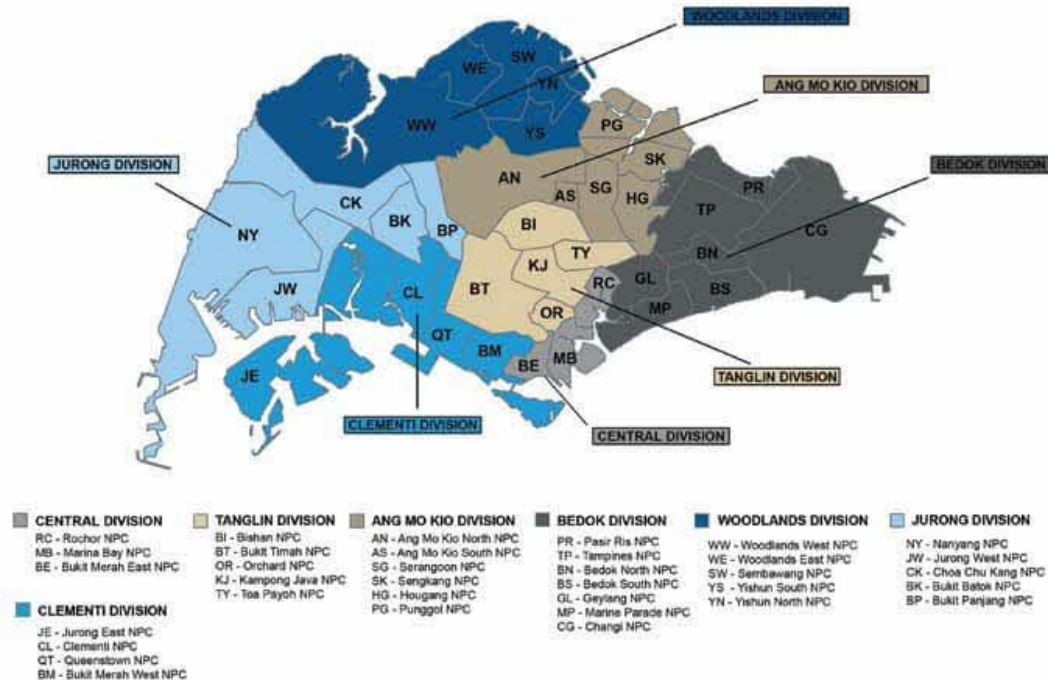 WOODLANDS DIVISION
SW
WE
YN
ANG MO KIO DIVISION
WW
YS
PG
JURONG DIVISION
SK
BEDOK DIVISION
AN
AS
SG
HG
PR
TP
CK
BK
BI
CG
NY
BP
TY
BN
KJ
RC
GL
JW
CL
BT
BS
OR
MP
QT
BM
BE
MB
JE
TANGLIN DIVISION
CLEMENTI DIVISION
CENTRAL DIVISION
CENTRAL DIVISION
RC - Rochor NPC
MB - Marina Bay NPC
BE - Bukit Merah East NPC
TANGLIN DIVISION
BI - Bishan NPC
BT - Bukit Timah NPC
OR - Orchard NPC
KJ - Kampong Java NPC
TY - Toa Payoh NPC
ANG MO KIO DIVISION
AN - Ang Mo Kio North NPC
AS - Ang Mo Kio South NPC
SG - Serangoon NPC
SK - Sengkang NPC
HG - Hougang NPC
PG - Punggol NPC
BEDOK DIVISION
PR - Pasir Ris NPC
TP - Tampines NPC
BN - Bedok North NPC
BS - Bedok South NPC
GL - Geylang NPC
MP - Marine Parade NPC
CG - Changi NPC
WOODLANDS DIVISION
WW - Woodlands West NPC
WE - Woodlands East NPC
SW - Sembawang NPC
YS - Yishun South NPC
YN - Yishun North NPC
JURONG DIVISION
NY - Nanyang NPC
JW - Jurong West NPC
CK - Choa Chu Kang NPC
BK - Bukit Batok NPC
BP - Bukit Panjang NPC
CLEMENTI DIVISION
JE - Jurong East NPC
CL - Clementi NPC
QT - Queenstown NPC
BM - Bukit Merah West NPC